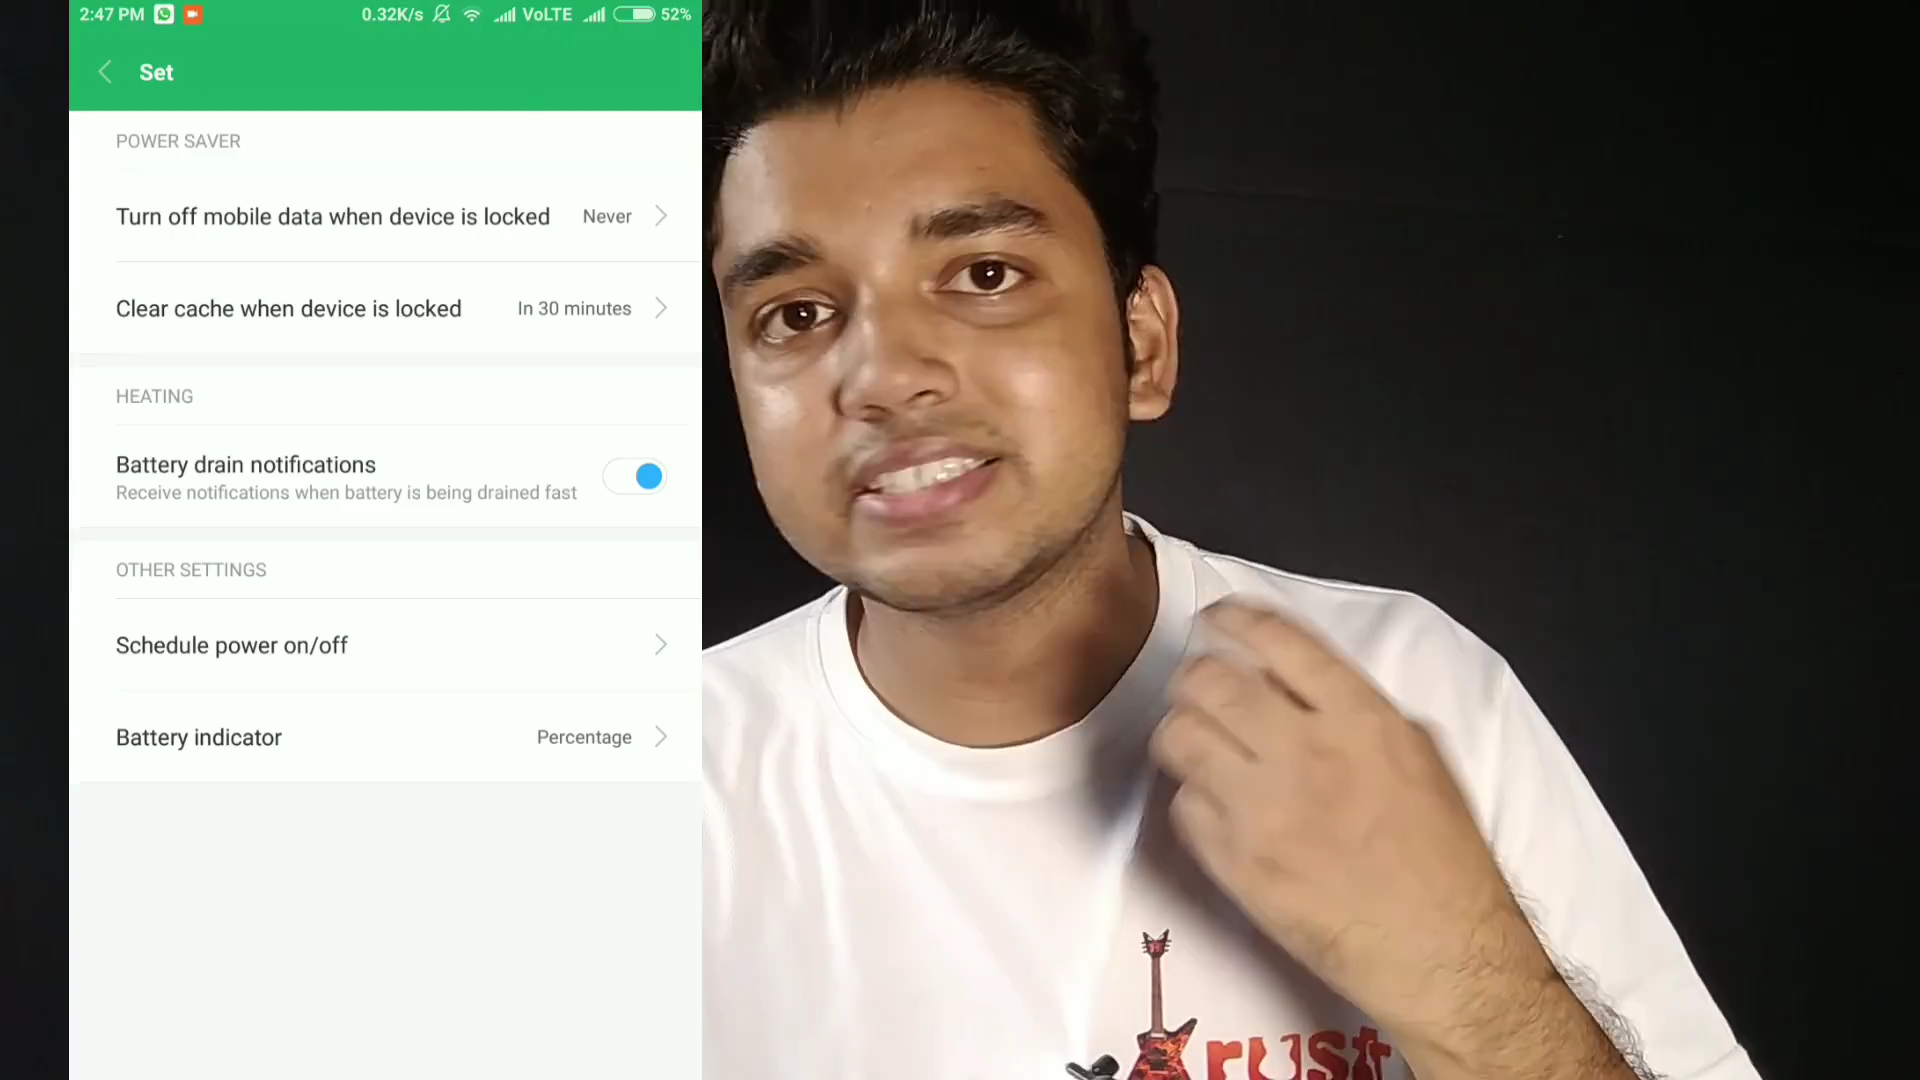 2:47 PM 0.32K/s VoLTE 52%
Set
POWER SAVER
Turn off mobile data when device is locked Never
Clear cache when device is locked In 30 minutes
HEATING
Battery drain notifications
Receive notifications when battery is being drained fast
OTHER SETTINGS
Schedule power on/off
Battery indicator Percentage